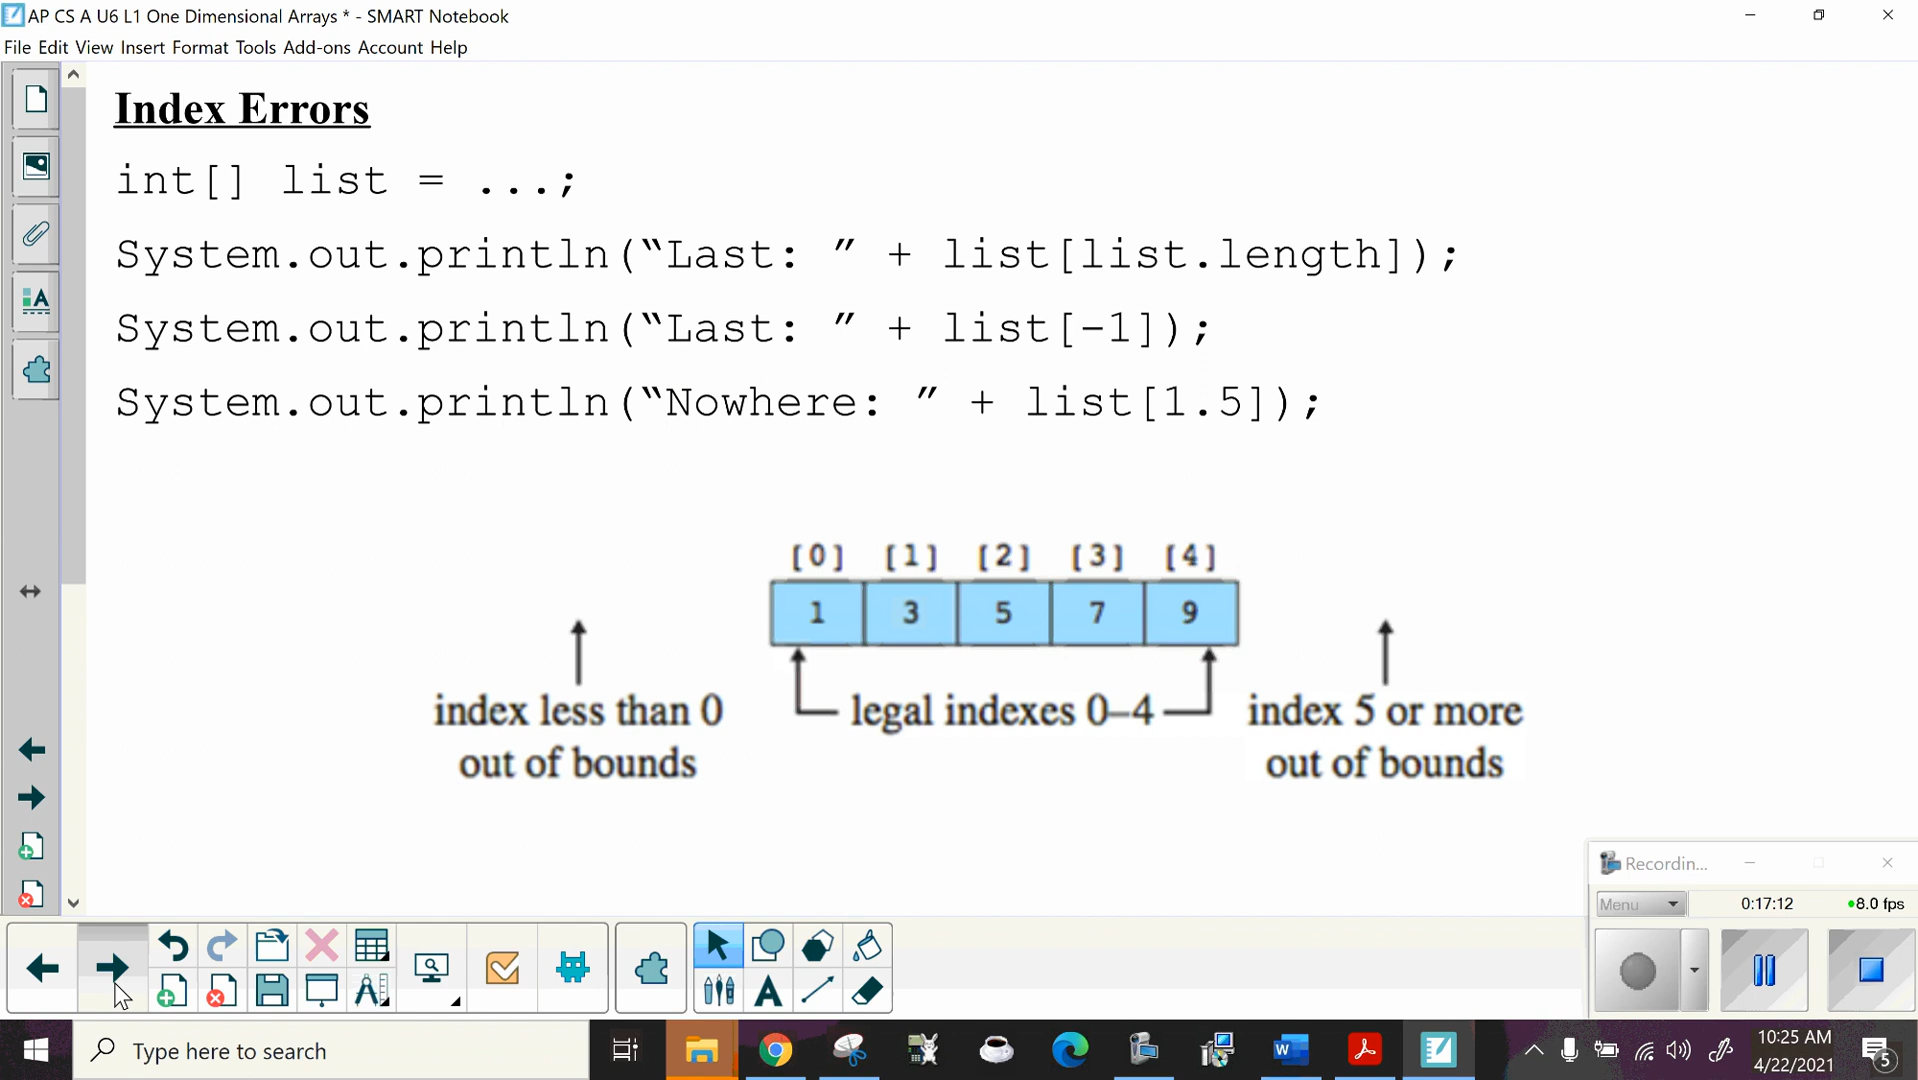 AP CS A U6 L1 One Dimensional Arrays * - SMART Notebook
File Edit View Insert Format Tools Add-ons Account Help
Index Errors
int[] list = ...;
System.out.println(“Last: ” + list[list.length]);
System.out.println(“Last: ” + list[-1]);
System.out.println(“Nowhere: ” + list[1.5]);
[0] [1] [2] [3] [4]
1 3 5 7 9
index less than 0 legal indexes 0–4 index 5 or more
out of bounds out of bounds
Recordin...
Menu 0:17:12 8.0 fps
Type here to search
10:25 AM
4/22/2021
5